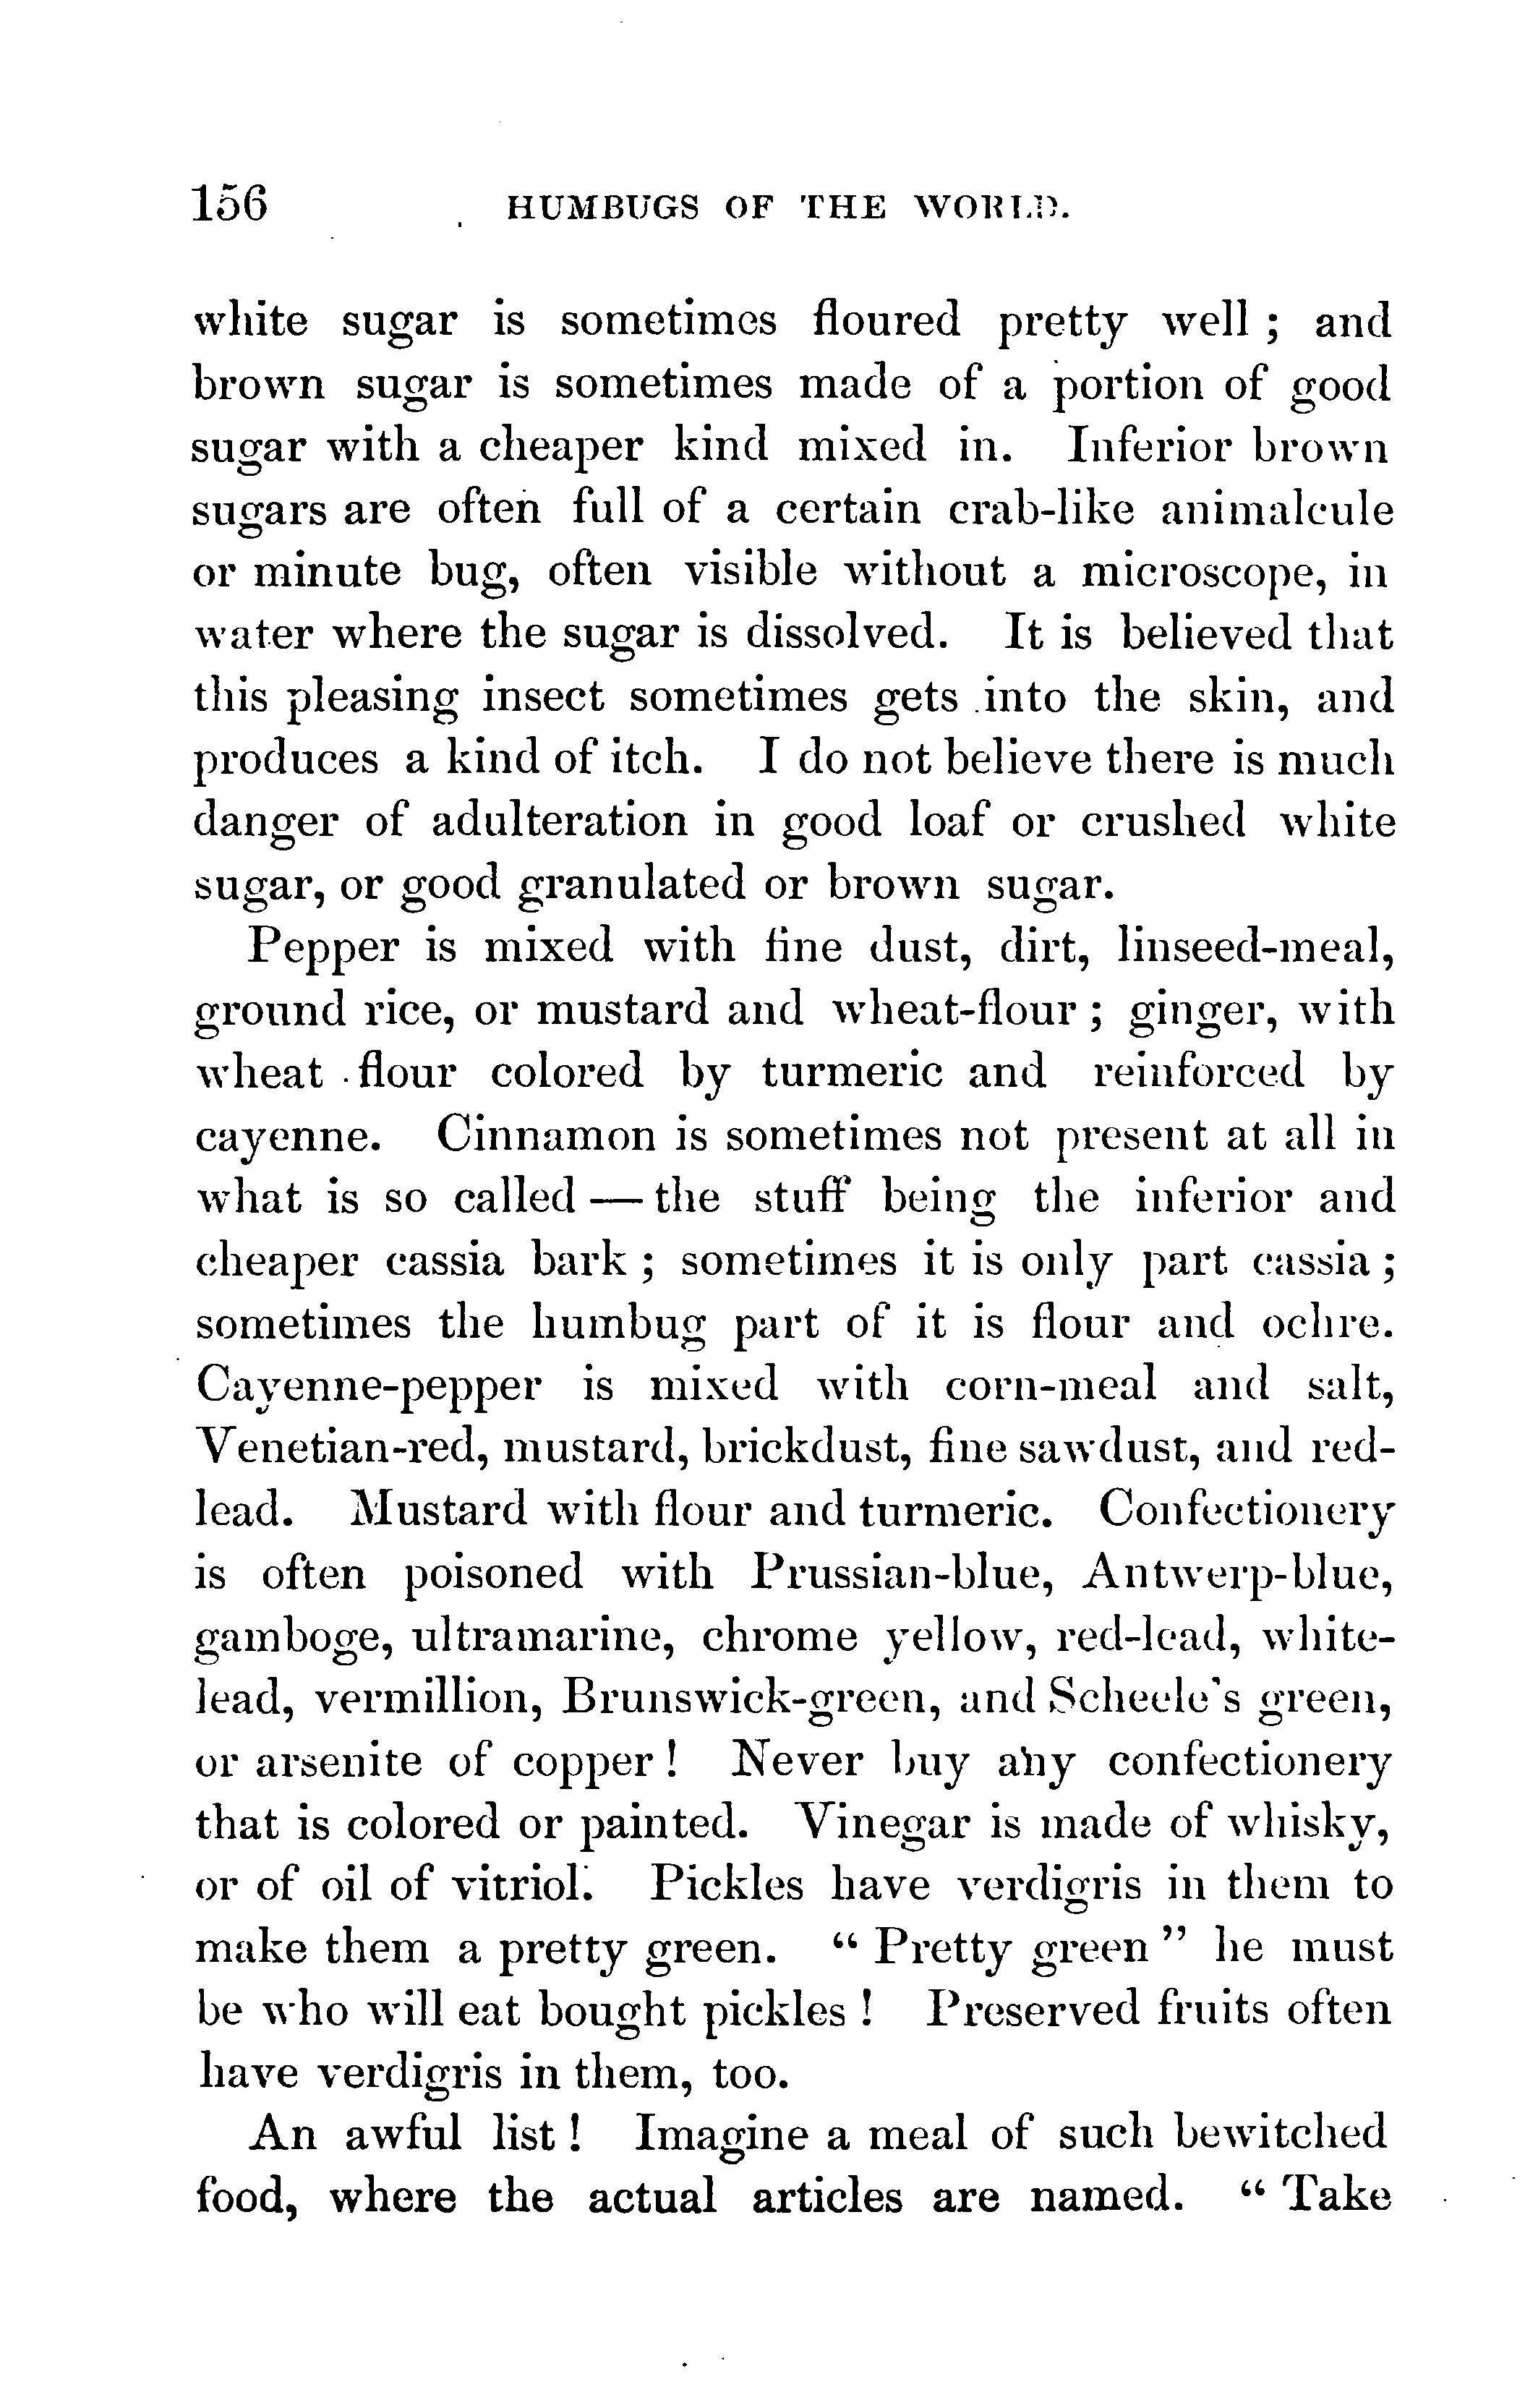 156 HUMBUGS OF THE WORLD.
white sugar is sometimes floured pretty well ; and
brown sugar is sometimes made of a portion of good
sugar with a cheaper kind mixed in. Inferior brown
sugars are often full of a certain crab-like animalcule
or minute bug, often visible without a microscope, in
water where the sugar is dissolved. It is believed that
this pleasing insect sometimes gets into the skin, and
produces a kind of itch. I do not believe there is much
danger of adulteration in good loaf or crushed white
sugar, or good granulated or brown sugar.
Pepper is mixed with fine dust, dirt, linseed-meal,
ground rice, or mustard and wheat-flour ; ginger, with
wheat flour colored by turmeric and reinforced by
cayenne. Cinnamon is sometimes not present at all in
what is so called — the stuff being the inferior and
cheaper cassia bark ; sometimes it is only part cassia ;
sometimes the humbug part of it is flour and ochre.
Cayenne-pepper is mixed with corn-meal and salt,
Venetian-red, mustard, brickdust, fine sawdust, and red-
lead. Mustard with flour and turmeric. Confectionery
is often poisoned with Prussian-blue, Antwerp-blue,
gamboge, ultramarine, chrome yellow, red-lead, white-
lead, vermillion, Brunswick-green, and Scheele's green,
or arsenite of copper ! Never buy any confectionery
that is colored or painted. Vinegar is made of whisky,
or of oil of vitriol. Pickles have verdigris in them to
make them a pretty green. “ Pretty green ” he must
be who will eat bought pickles ! Preserved fruits often
have verdigris in them, too.
An awful list ! Imagine a meal of such bewitched
food, where the actual articles are named. “ Take